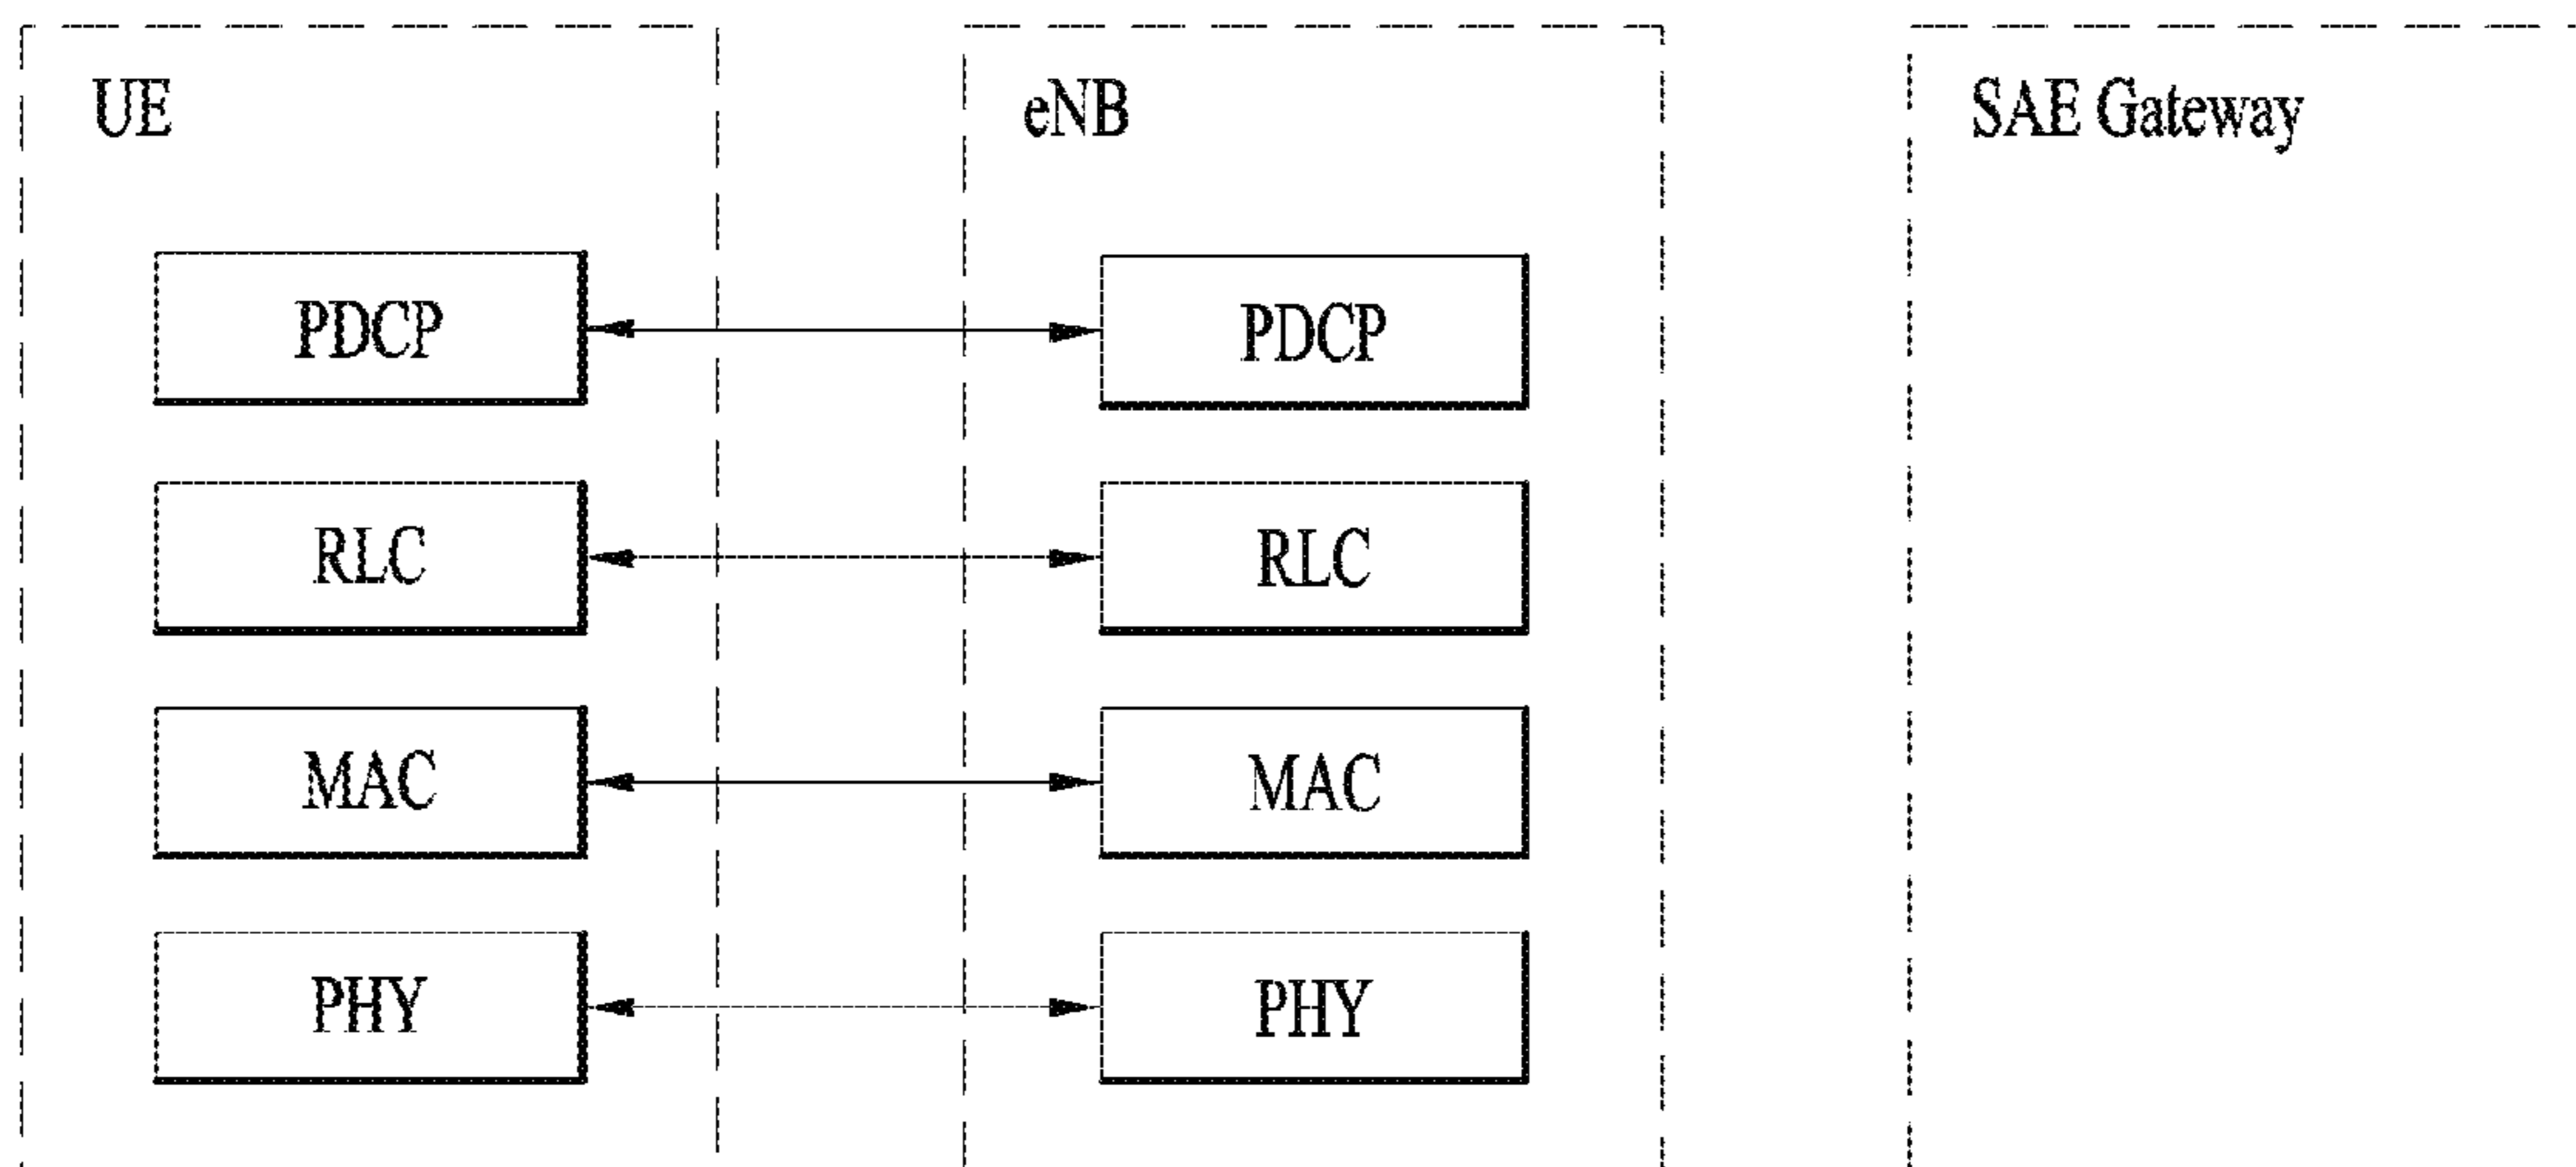 UE
eNB
SAE Gateway
PDCP
PDCP
RLC
RLC
MAC
MAC
PHY
PHY